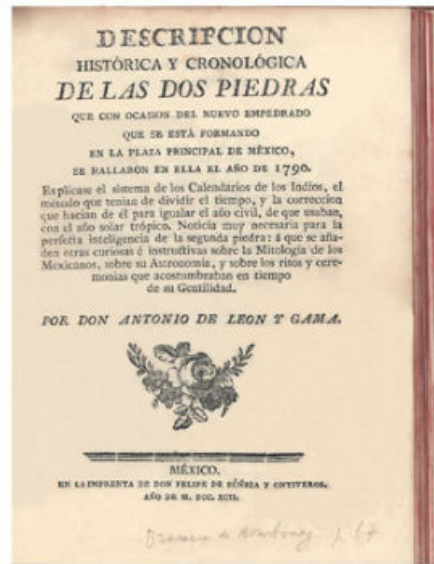 DESCRIPCION
HISTÓRICA Y CRONOLÓGICA
DE LAS DOS PIEDRAS
QUE CON OCASION DEL NUEVO EMPEDRADO
QUE SE ESTÁ FORMANDO
EN LA PLAZA PRINCIPAL DE MÉXICO,
SE HALLARON EN ELLA EL AÑO DE 1790.
Explícase el sistema de los Calendarios de los Indios, el
método que tenian de dividir el tiempo, y la correccion
que hacian de él para igualar el año civil, de que usaban,
con el año solar trópico. Noticia muy necesaria para la
perfecta inteligencia de la segunda piedra: á que se aña-
den otras curiosas é instructivas sobre la Mitología de los
Mexicanos, sobre su Astronomía, y sobre los ritos y cere-
monias que acostumbraban en tiempo
de su Gentilidad.
POR DON ANTONIO DE LEON Y GAMA.
MÉXICO.
EN LA IMPRENTA DE DON FELIPE DE ZÚÑIGA Y ONTIVEROS,
AÑO DE M. DCC. XCII.
de